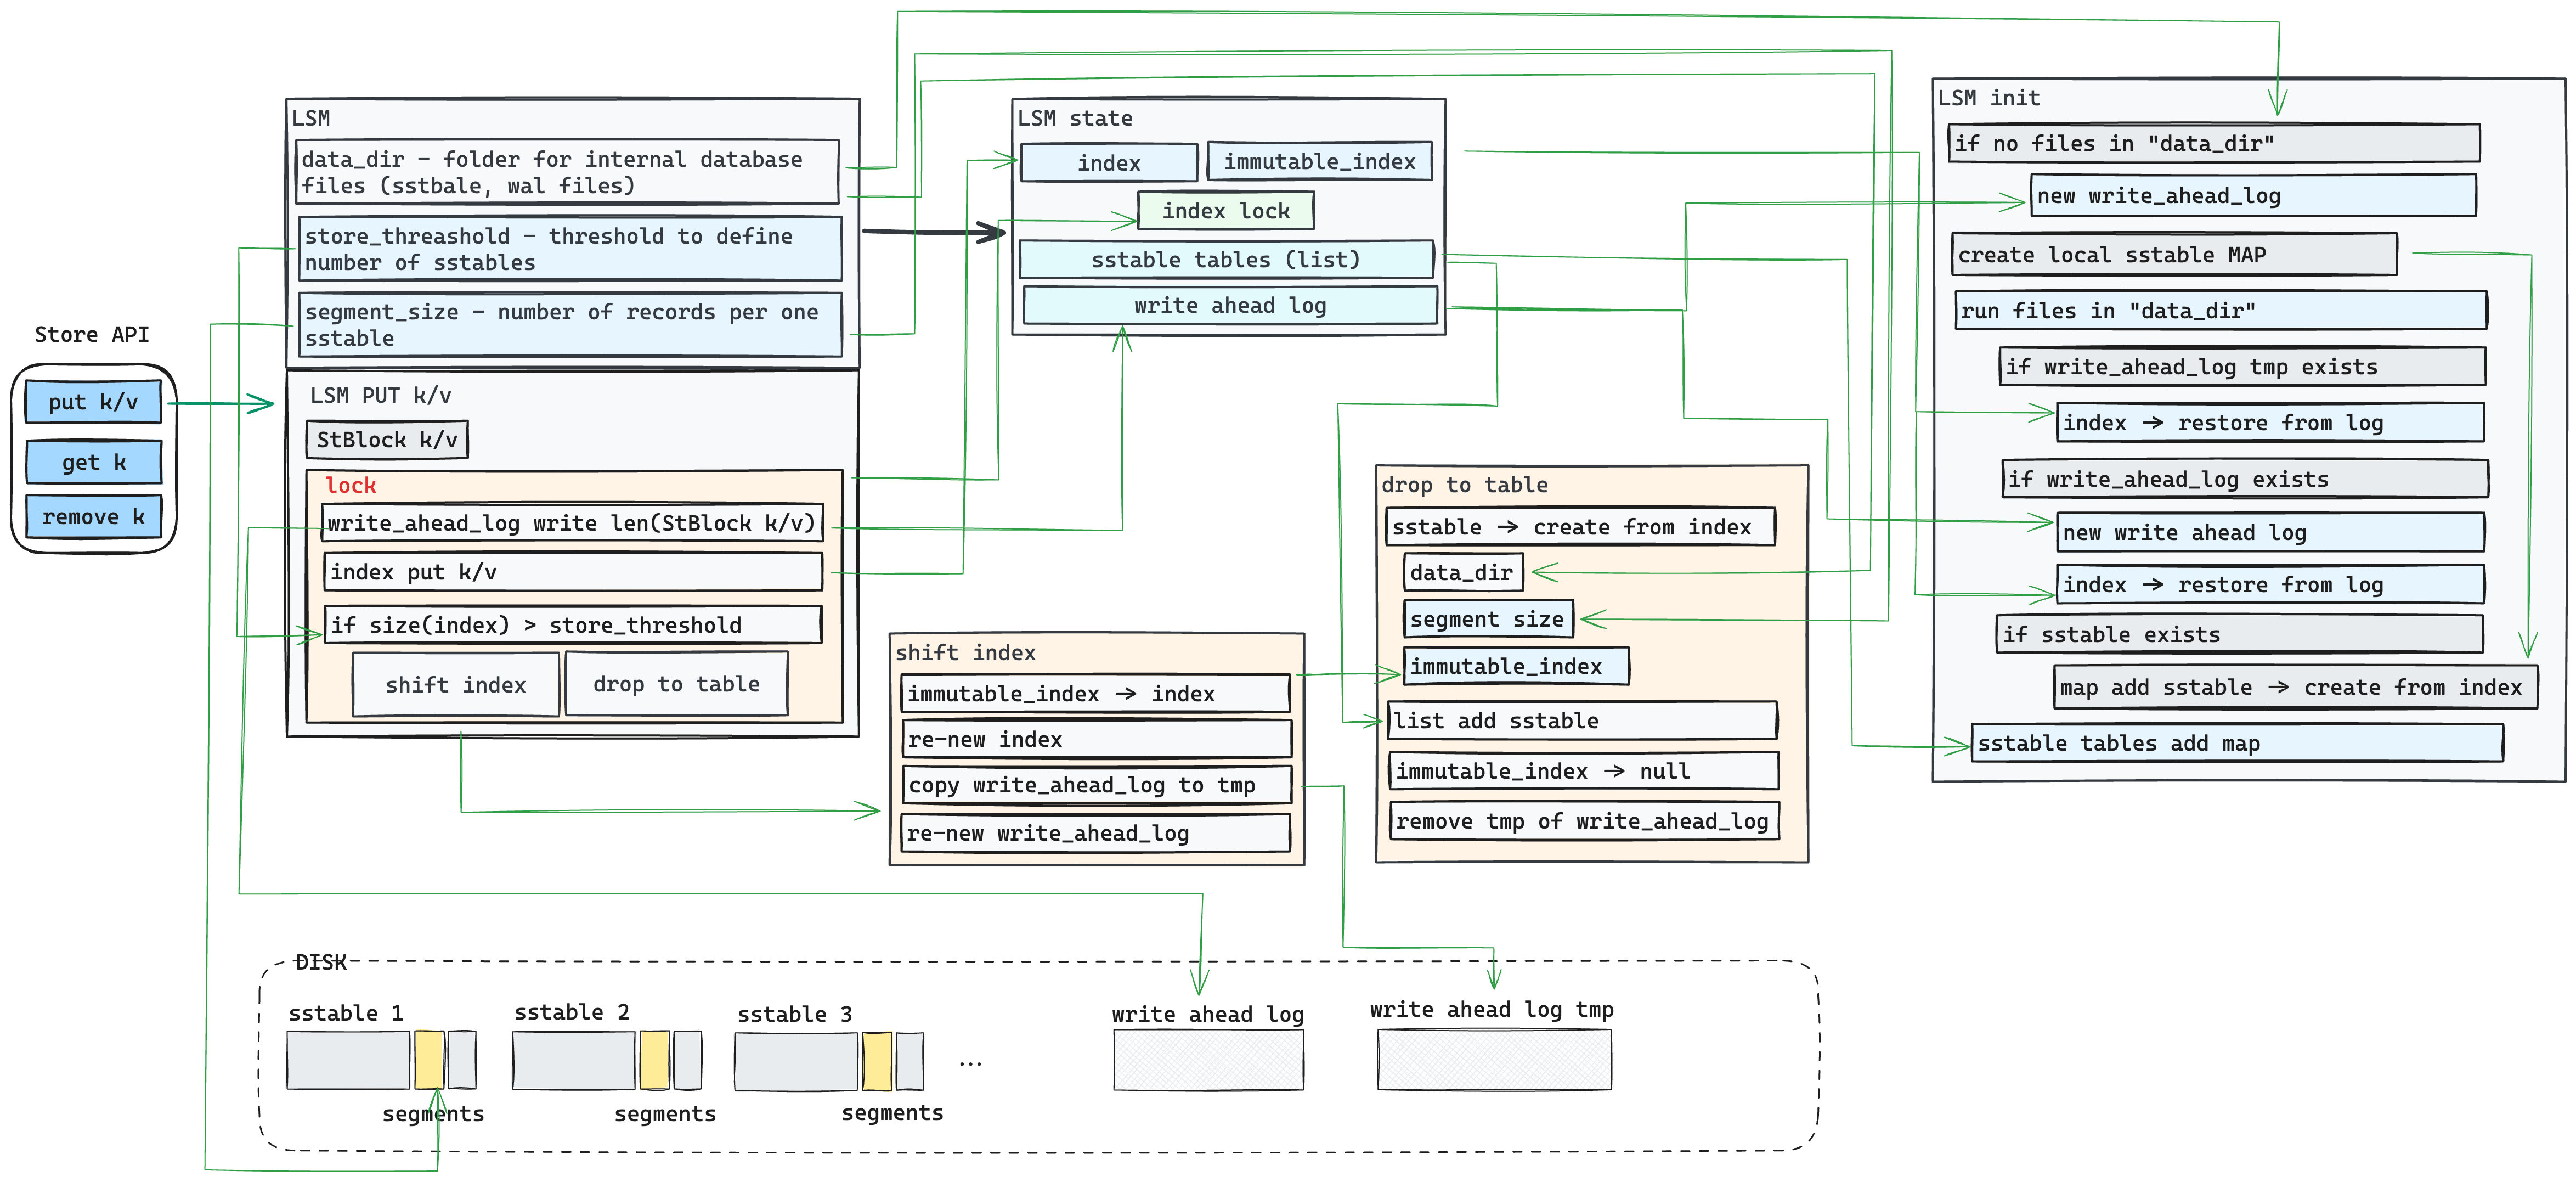 Store API
put k/v
get k
remove k
LSM
data_dir – folder for internal database
files (sstbale, wal files)
store_threashold – threshold to define
number of sstables
segment_size – number of records per one
sstable
LSM PUT k/v
StBlock k/v
lock
write_ahead_log write len(StBlock k/v)
index put k/v
if size(index) > store_threshold
shift index
drop to table
LSM state
index
immutable_index
index lock
sstable tables (list)
write ahead log
shift index
immutable_index → index
re-new index
copy write_ahead_log to tmp
re-new write_ahead_log
drop to table
sstable → create from index
data_dir
segment size
immutable_index
list add sstable
immutable_index → null
remove tmp of write_ahead_log
LSM init
if no files in "data_dir"
new write_ahead_log
create local sstable MAP
run files in "data_dir"
if write_ahead_log tmp exists
index → restore from log
if write_ahead_log exists
new write ahead log
index → restore from log
if sstable exists
map add sstable → create from index
sstable tables add map
DISK
sstable 1
segments
sstable 2
segments
sstable 3
segments
...
write ahead log
write ahead log tmp